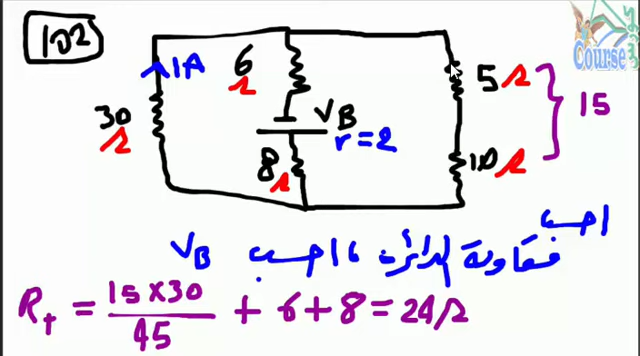 102
1A
6
Ω
5 Ω
30
Ω
VB
r = 2
15
8
Ω
10 Ω
احسب
مقاومة الدائرة ، احسب VB
Rt = 15 × 30 / 45 + 6 + 8 = 24 Ω
Course